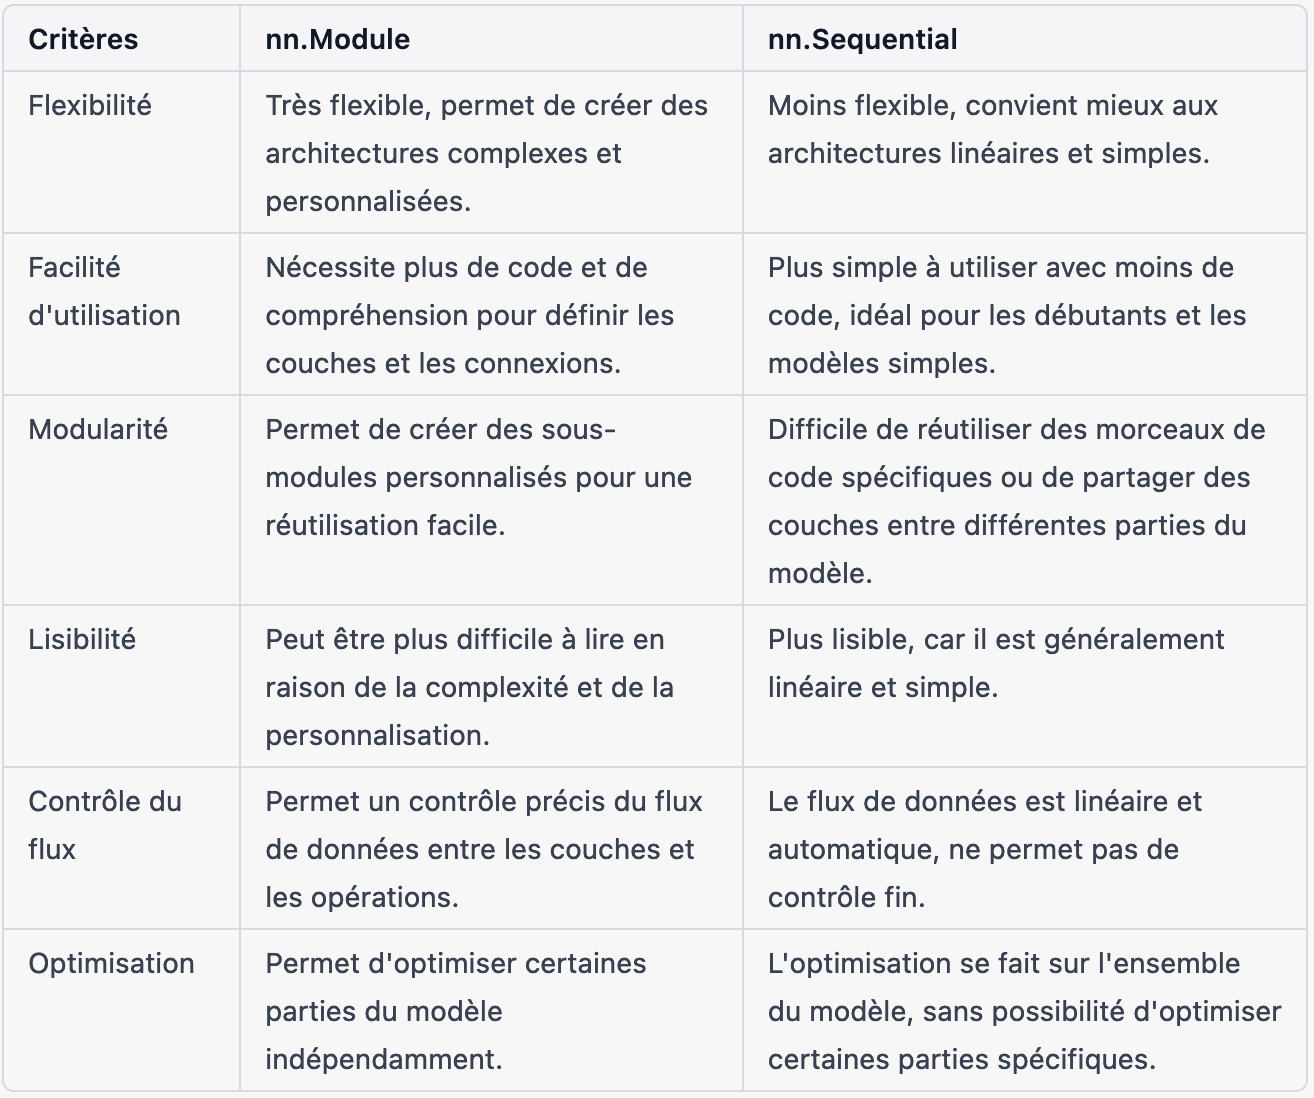 Critères
nn.Module
nn.Sequential
Flexibilité
Très flexible, permet de créer des
architectures complexes et
personnalisées.
Moins flexible, convient mieux aux
architectures linéaires et simples.
Facilité
d'utilisation
Nécessite plus de code et de
compréhension pour définir les
couches et les connexions.
Plus simple à utiliser avec moins de
code, idéal pour les débutants et les
modèles simples.
Modularité
Permet de créer des sous-
modules personnalisés pour une
réutilisation facile.
Difficile de réutiliser des morceaux de
code spécifiques ou de partager des
couches entre différentes parties du
modèle.
Lisibilité
Peut être plus difficile à lire en
raison de la complexité et de la
personnalisation.
Plus lisible, car il est généralement
linéaire et simple.
Contrôle du
flux
Permet un contrôle précis du flux
de données entre les couches et
les opérations.
Le flux de données est linéaire et
automatique, ne permet pas de
contrôle fin.
Optimisation
Permet d'optimiser certaines
parties du modèle
indépendamment.
L'optimisation se fait sur l'ensemble
du modèle, sans possibilité d'optimiser
certaines parties spécifiques.